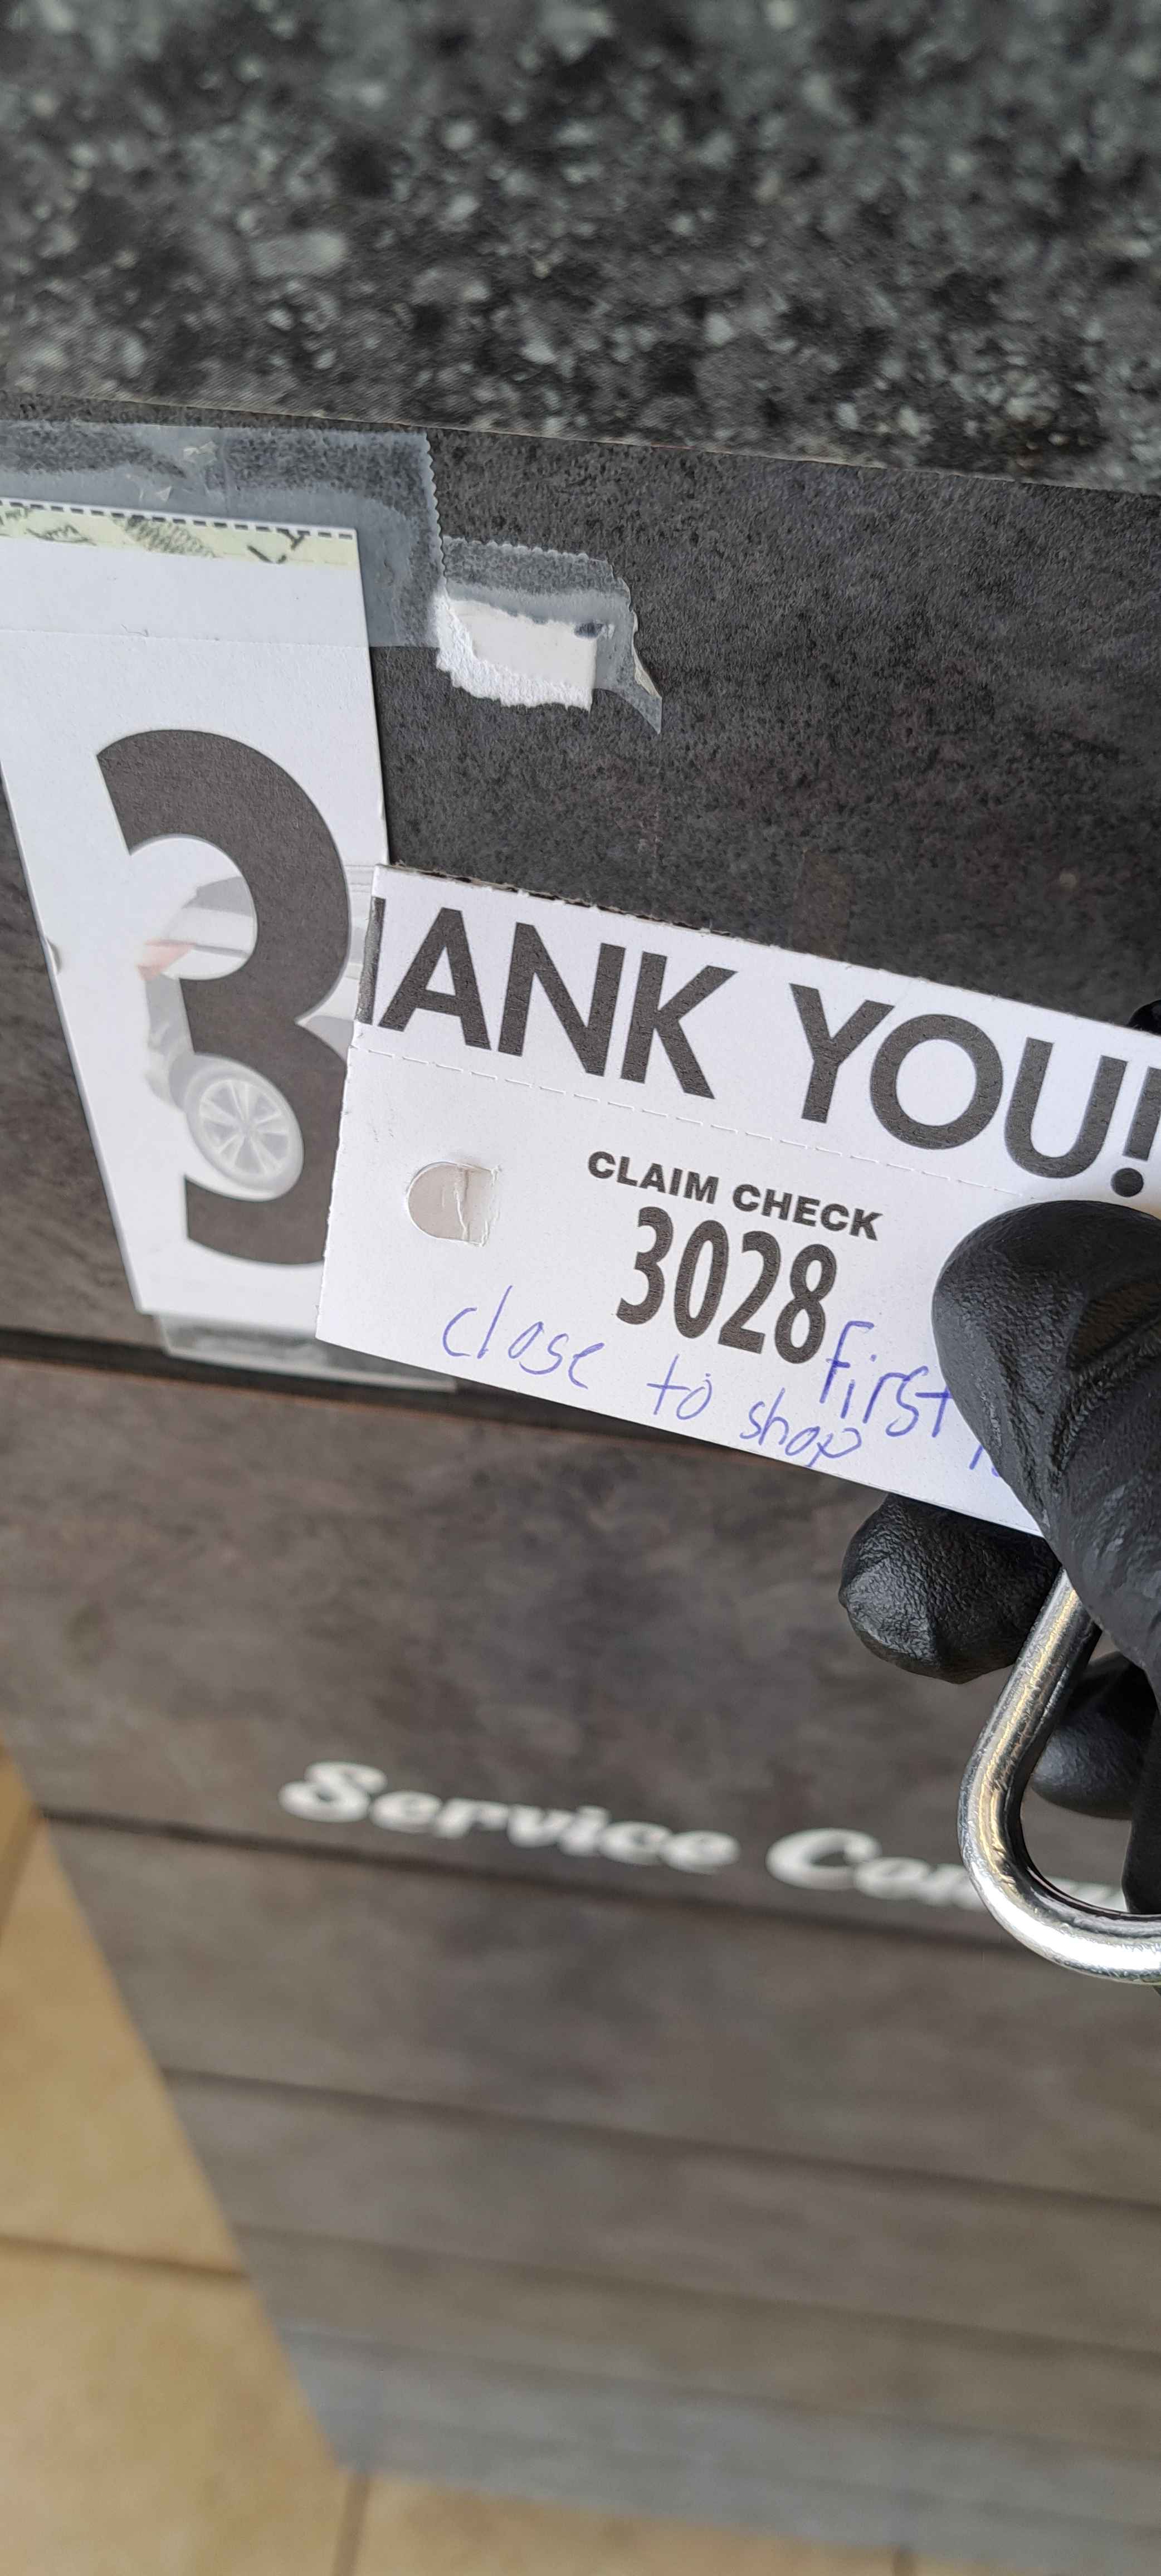 3
ANK YOU!
CLAIM CHECK
3028
first
close to shop
Service